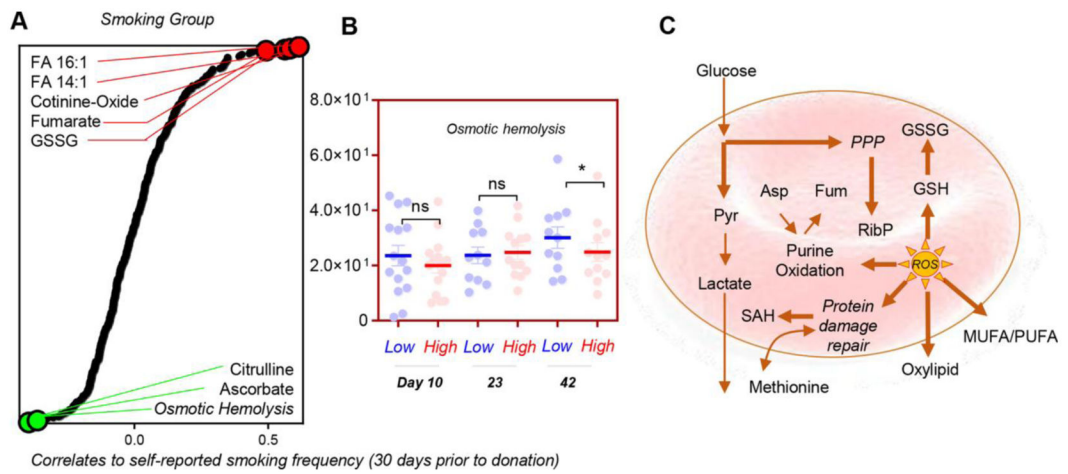 A
Smoking Group
FA 16:1
FA 14:1
Cotinine-Oxide
Fumarate
GSSG
Citrulline
Ascorbate
Osmotic Hemolysis
0.0
0.5
Correlates to self-reported smoking frequency (30 days prior to donation)
B
8.0×10¹
6.0×10¹
4.0×10¹
2.0×10¹
0
Osmotic hemolysis
ns
ns
*
Low High Low High Low High
Day 10 23 42
C
Glucose
PPP
GSSG
Asp
Fum
GSH
Pyr
RibP
Purine
Oxidation
ROS
Lactate
SAH
Protein
damage
repair
MUFA/PUFA
Oxylipid
Methionine